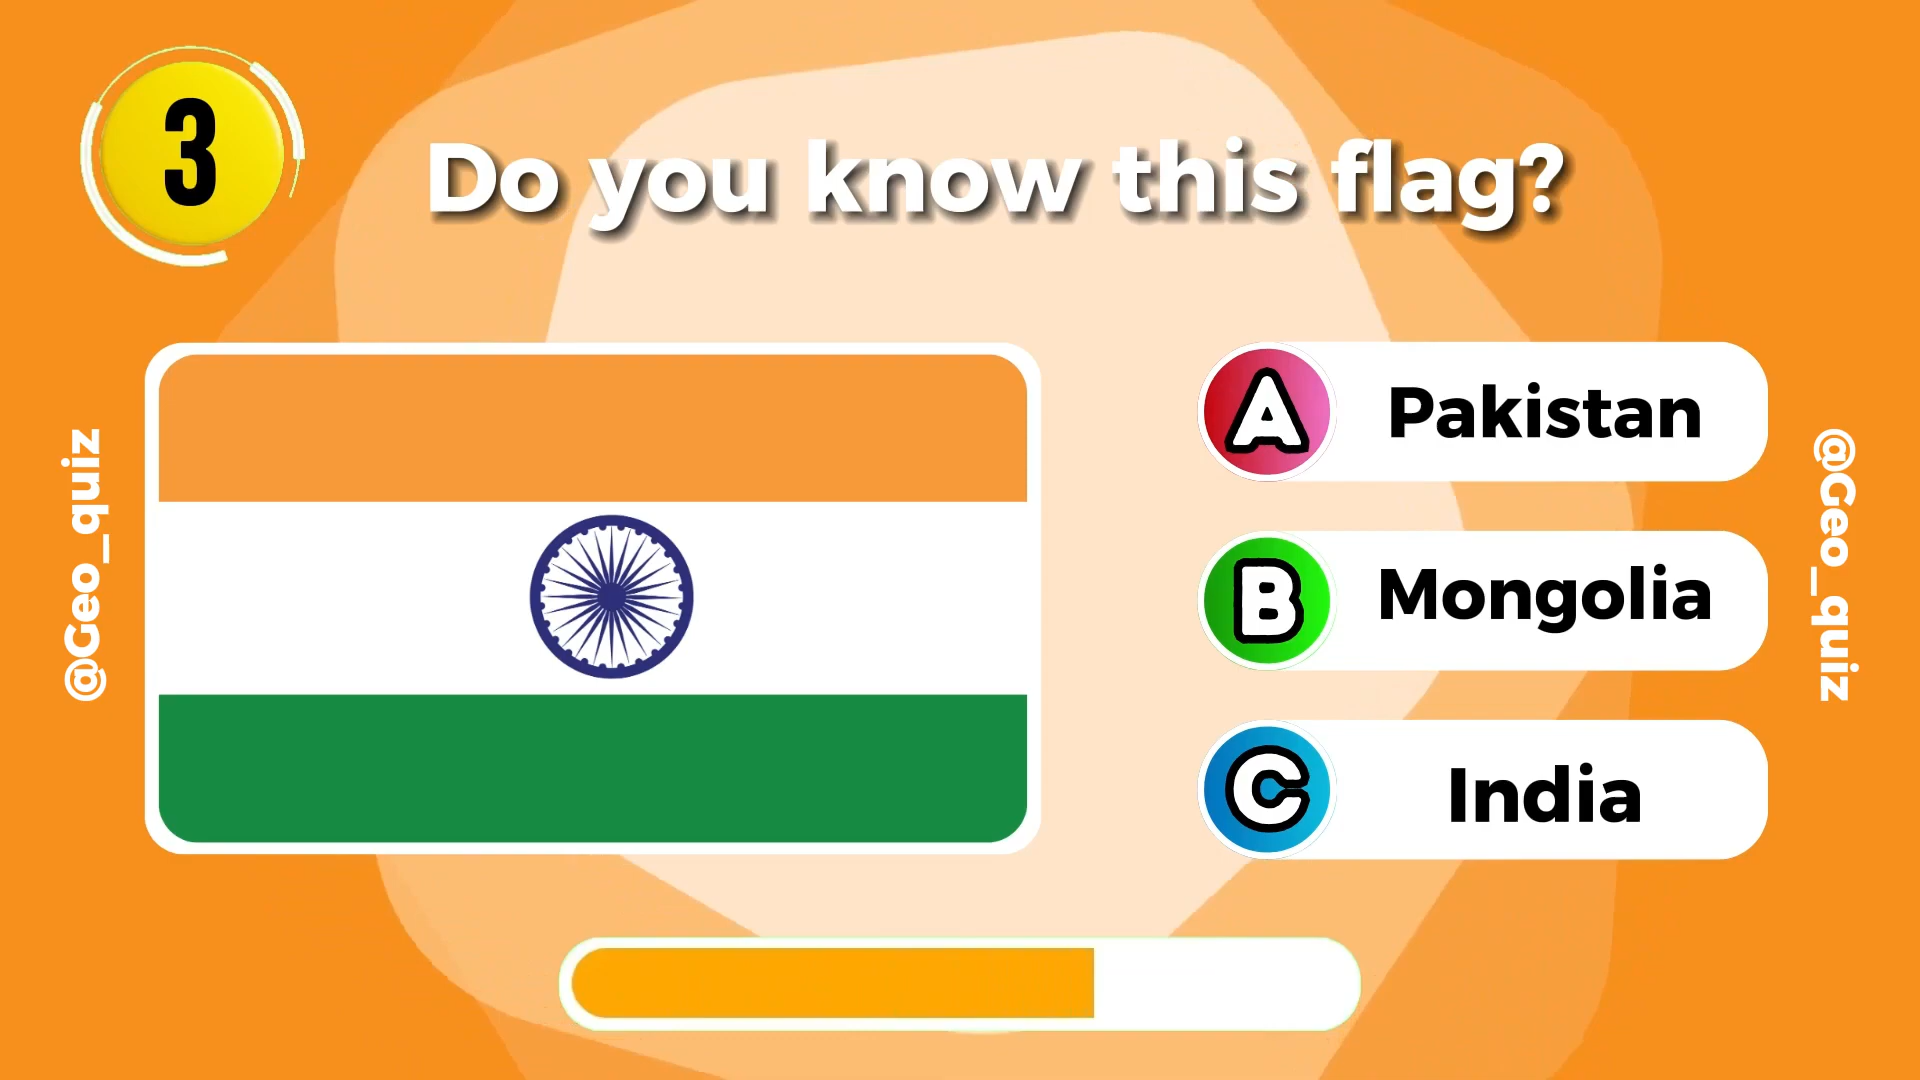 3
Do you know this flag?
@Geo_quiz
A Pakistan
B Mongolia
C India
@Geo_quiz